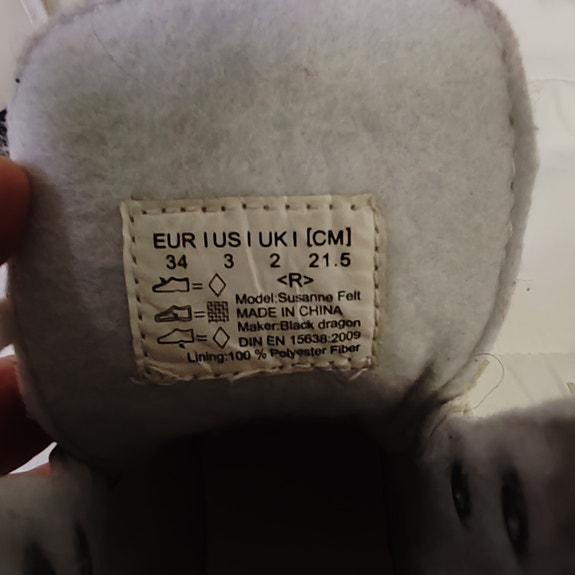 EUR | US | UK | [CM]
34 3 2 21.5
= ◇ <R>
Model:Susanne Felt
= MADE IN CHINA
Maker:Black dragon
= ◇ DIN EN 15638:2009
Lining:100 % Polyester Fiber